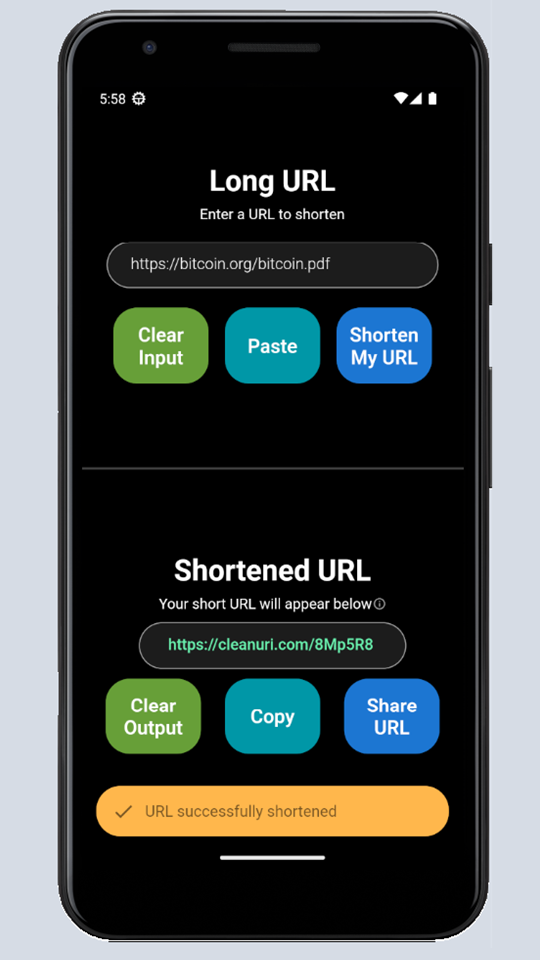 5:58
Long URL
Enter a URL to shorten
https://bitcoin.org/bitcoin.pdf
Clear
Input
Paste
Shorten
My URL
Shortened URL
Your short URL will appear below
https://cleanuri.com/8Mp5R8
Clear
Output
Copy
Share
URL
URL successfully shortened